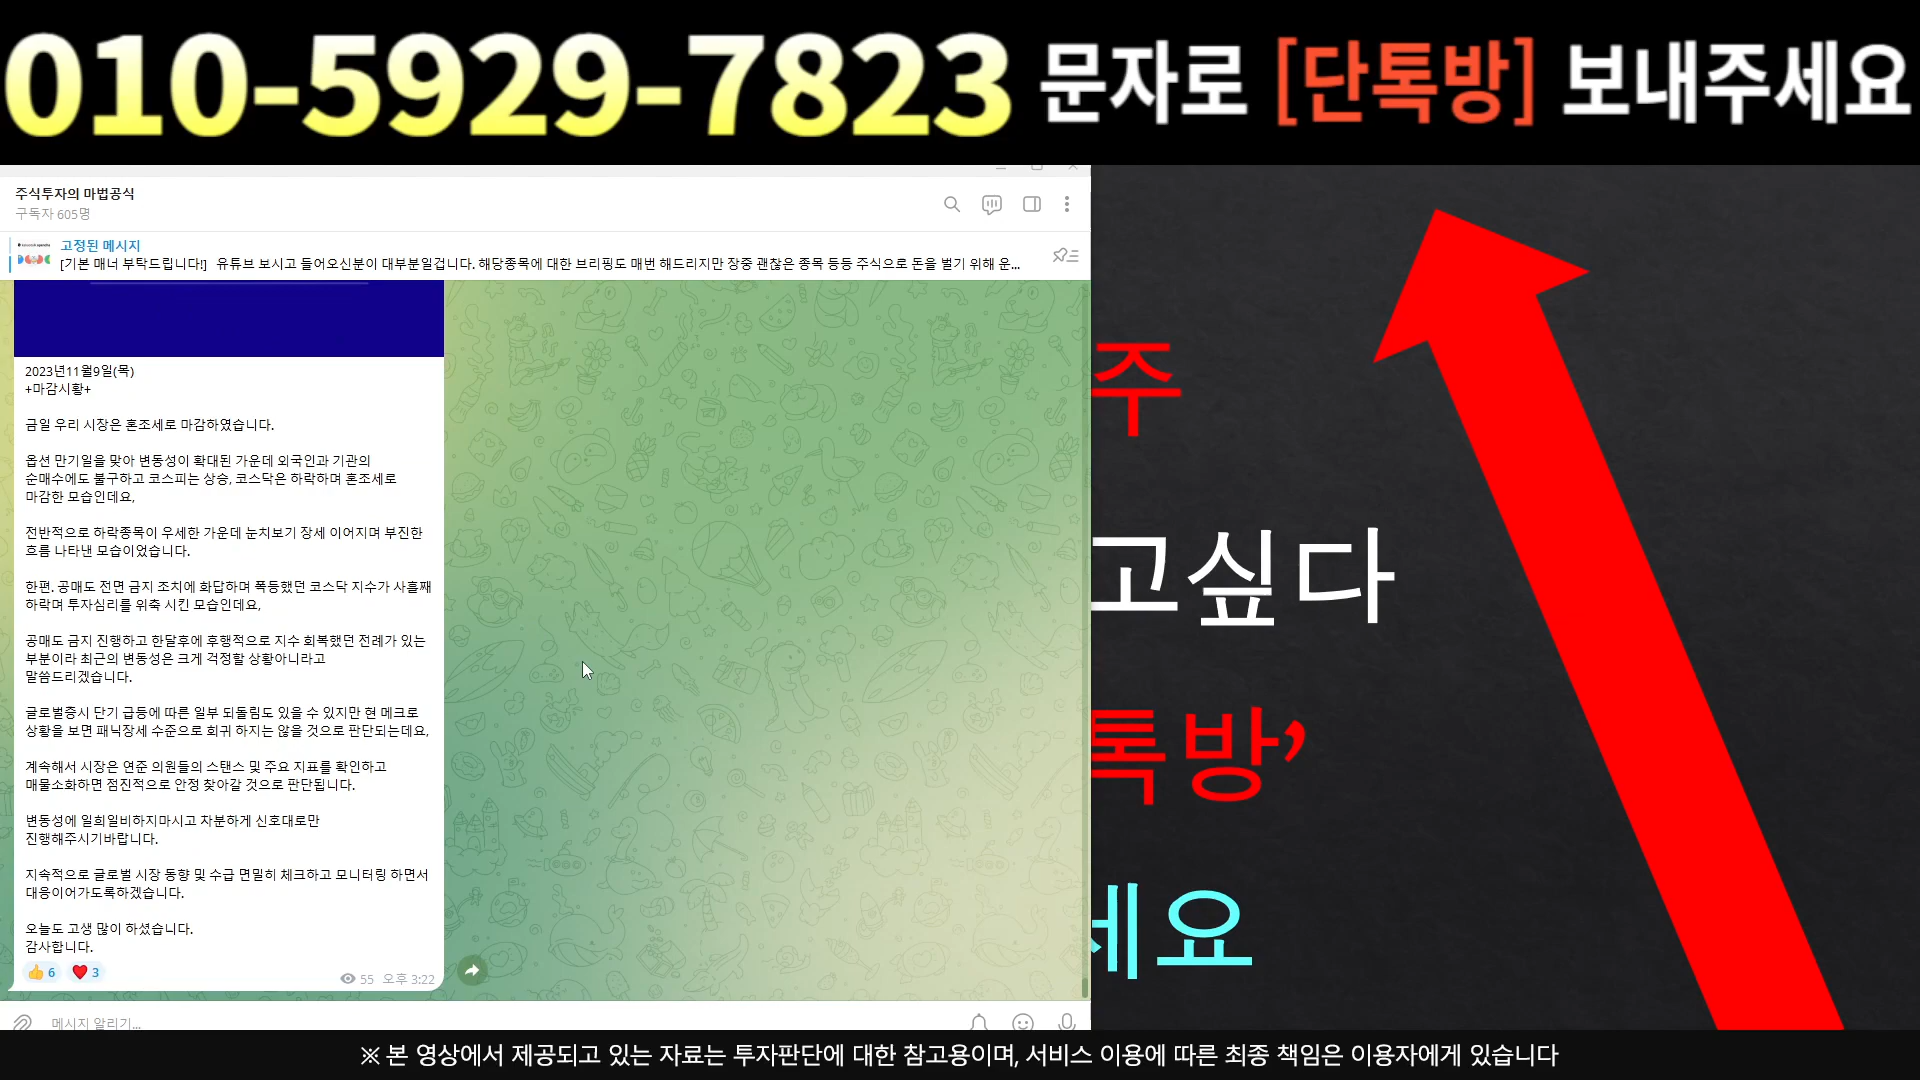 010-5929-7823 문자로 [단톡방] 보내주세요
주식투자의 마법공식
구독자 605명
고정된 메시지
[기본 매너 부탁드립니다!] 유튜브 보시고 들어오신분이 대부분일겁니다. 해당종목에 대한 브리핑도 매번 해드리지만 장중 괜찮은 종목 등등 주식으로 돈을 벌기 위해 운...
2023년11월9일(목)
+마감시황+
금일 우리 시장은 혼조세로 마감하였습니다.
옵션 만기일을 맞아 변동성이 확대된 가운데 외국인과 기관의
순매수에도 불구하고 코스피는 상승, 코스닥은 하락하며 혼조세로
마감한 모습인데요,
전반적으로 하락종목이 우세한 가운데 눈치보기 장세 이어지며 부진한
흐름 나타낸 모습이었습니다.
한편. 공매도 전면 금지 조치에 화답하며 폭등했던 코스닥 지수가 사흘째
하락며 투자심리를 위축 시킨 모습인데요,
공매도 금지 진행하고 한달후에 후행적으로 지수 회복했던 전례가 있는
부분이라 최근의 변동성은 크게 걱정할 상황아니라고
말씀드리겠습니다.
글로벌증시 단기 급등에 따른 일부 되돌림도 있을 수 있지만 현 메크로
상황을 보면 패닉장세 수준으로 회귀 하지는 않을 것으로 판단되는데요,
계속해서 시장은 연준 의원들의 스탠스 및 주요 지표를 확인하고
매물소화하면 점진적으로 안정 찾아갈 것으로 판단됩니다.
변동성에 일희일비하지마시고 차분하게 신호대로만
진행해주시기바랍니다.
지속적으로 글로벌 시장 동향 및 수급 면밀히 체크하고 모니터링 하면서
대응이어가도록하겠습니다.
오늘도 고생 많이 하셨습니다.
감사합니다.
6 3
55 오후 3:22
메시지 알리기...
주
고싶다
톡방’
세요
※ 본 영상에서 제공되고 있는 자료는 투자판단에 대한 참고용이며, 서비스 이용에 따른 최종 책임은 이용자에게 있습니다